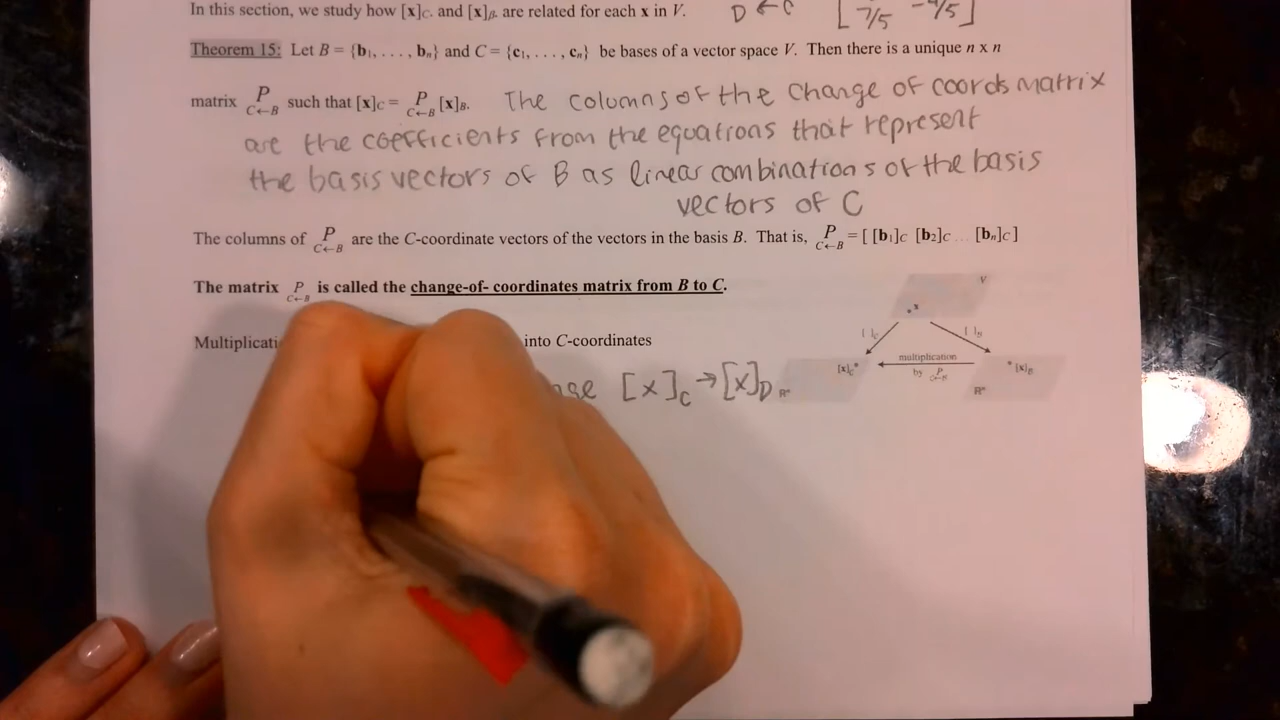 In this section, we study how [x]C. and [x]B. are related for each x in V. D ← C [ 7/5 -4/5 ]
Theorem 15: Let B = {b1, . . . , bn} and C = {c1, . . . , cn} be bases of a vector space V. Then there is a unique n x n
matrix P C←B such that [x]C = P C←B [x]B. The columns of the change of coords matrix
are the coefficients from the equations that represent
the basis vectors of B as linear combinations of the basis
vectors of C
The columns of P C←B are the C-coordinate vectors of the vectors in the basis B. That is, P C←B = [ [b1]C [b2]C ... [bn]C ]
The matrix P C←B is called the change-of- coordinates matrix from B to C.
V
x
Multiplicati into C-coordinates
[ ]C [ ]B
multiplication
[x]C [x]B
by P C←B
[x]C → [x]D Rⁿ Rⁿ